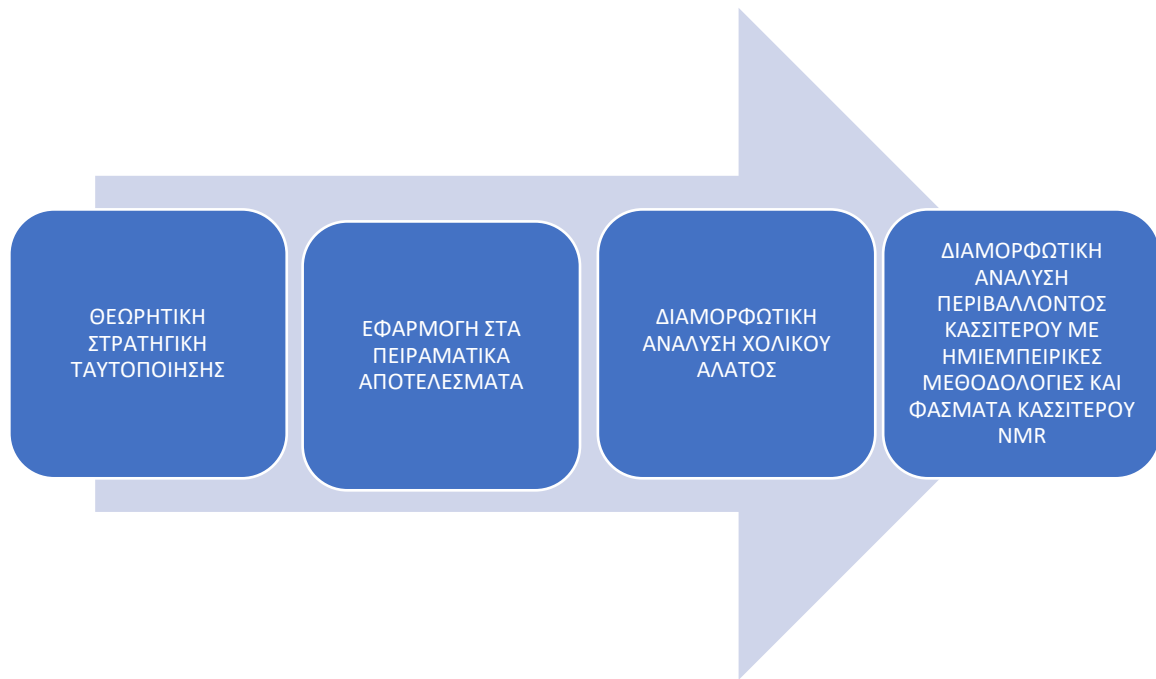 ΘΕΩΡΗΤΙΚΗ
ΣΤΡΑΤΗΓΙΚΗ
ΤΑΥΤΟΠΟΙΗΣΗΣ
ΕΦΑΡΜΟΓΗ ΣΤΑ
ΠΕΙΡΑΜΑΤΙΚΑ
ΑΠΟΤΕΛΕΣΜΑΤΑ
ΔΙΑΜΟΡΦΩΤΙΚΗ
ΑΝΑΛΥΣΗ ΧΟΛΙΚΟΥ
ΑΛΑΤΟΣ
ΔΙΑΜΟΡΦΩΤΙΚΗ
ΑΝΑΛΥΣΗ
ΠΕΡΙΒΑΛΛΟΝΤΟΣ
ΚΑΣΣΙΤΕΡΟΥ ΜΕ
ΗΜΙΕΜΠΕΙΡΙΚΕΣ
ΜΕΘΟΔΟΛΟΓΙΕΣ ΚΑΙ
ΦΑΣΜΑΤΑ ΚΑΣΣΙΤΕΡΟΥ
NMR